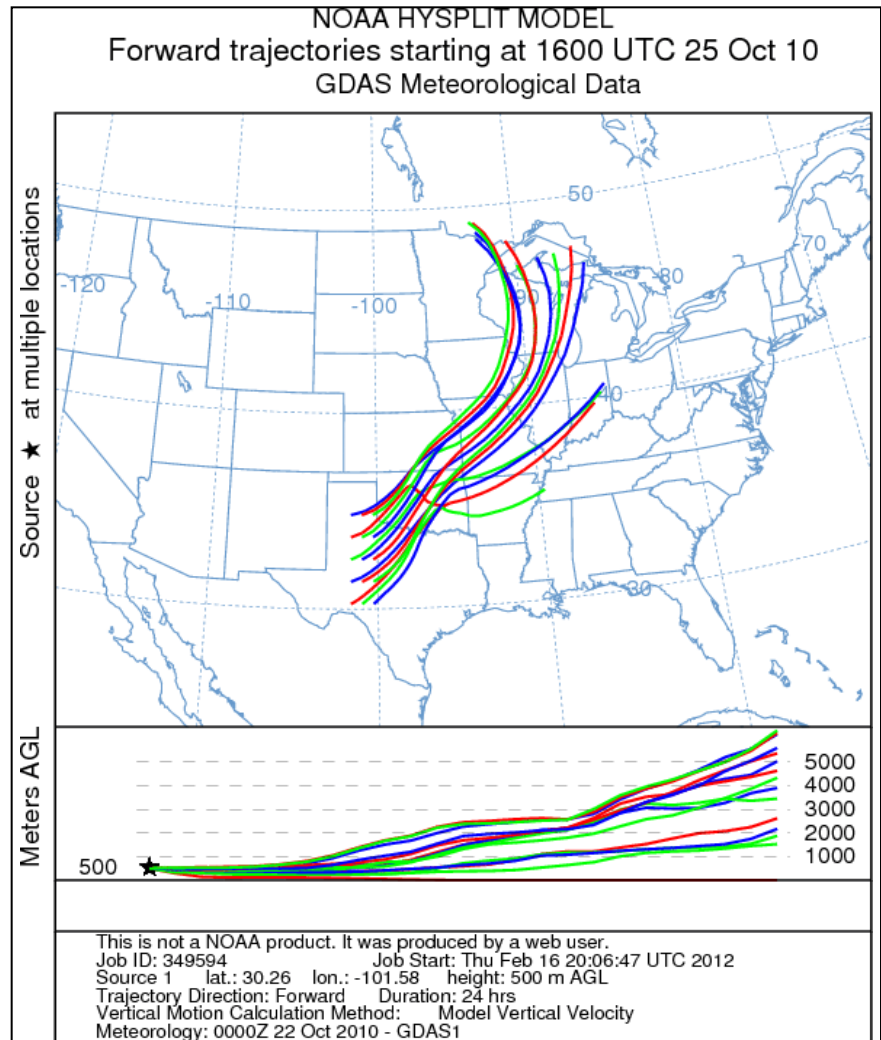 NOAA HYSPLIT MODEL
Forward trajectories starting at 1600 UTC 25 Oct 10
GDAS Meteorological Data
Source ★ at multiple locations
50
-70
-120
-80
-110
-100
-90
40
30
Meters AGL
500
5000
4000
3000
2000
1000
This is not a NOAA product. It was produced by a web user.
Job ID: 349594 Job Start: Thu Feb 16 20:06:47 UTC 2012
Source 1 lat.: 30.26 lon.: -101.58 height: 500 m AGL
Trajectory Direction: Forward Duration: 24 hrs
Vertical Motion Calculation Method: Model Vertical Velocity
Meteorology: 0000Z 22 Oct 2010 - GDAS1